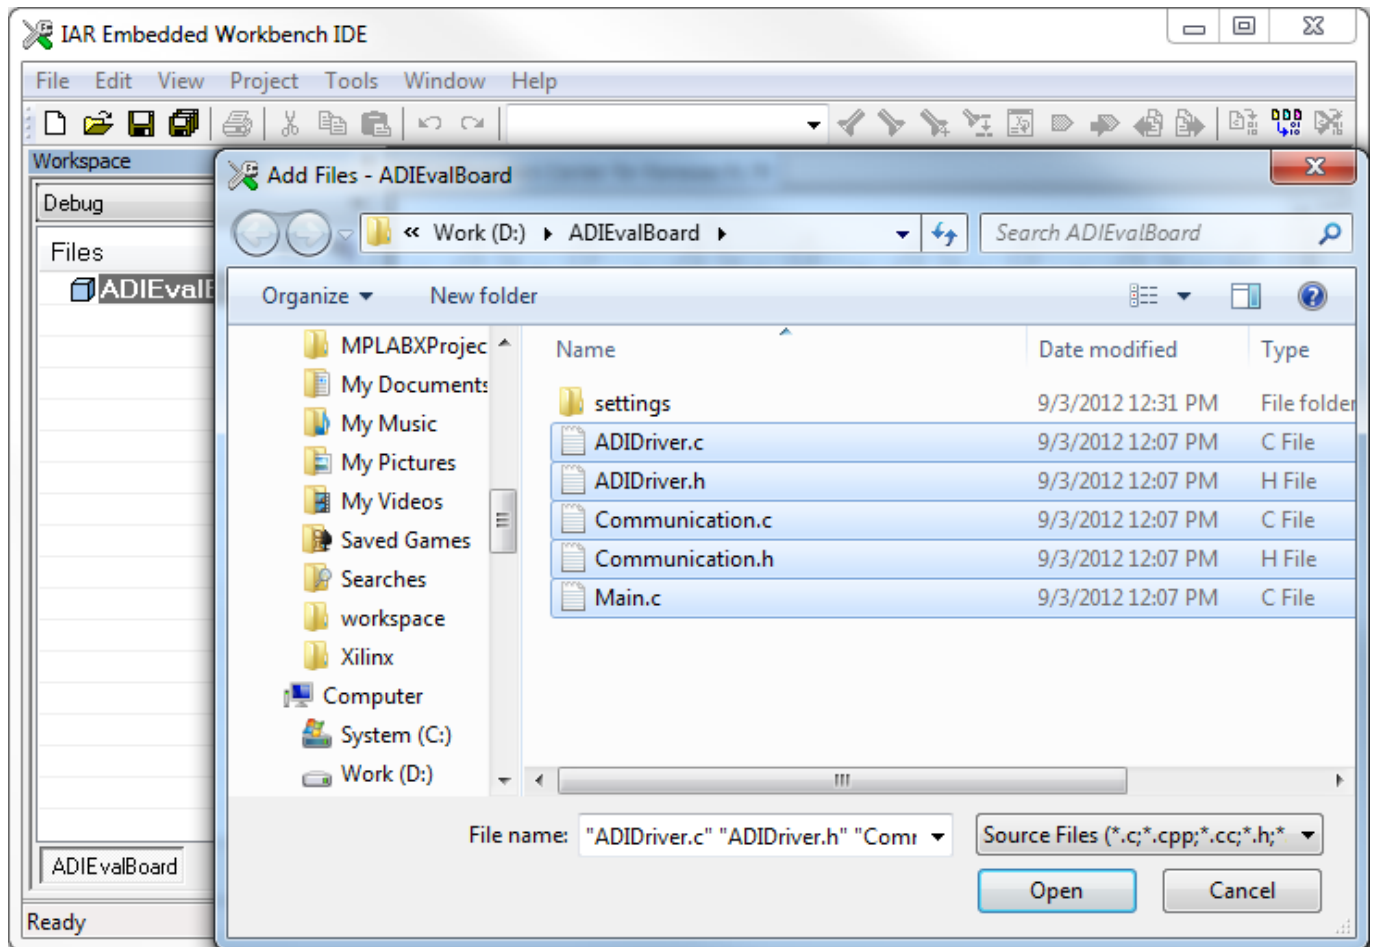 IAR Embedded Workbench IDE
File Edit View Project Tools Window Help
Workspace
Add Files - ADIEvalBoard
Debug
« Work (D:) ADIEvalBoard
Search ADIEvalBoard
Files
ADIEvalB
Organize New folder
MPLABXProjec
My Documents
My Music
My Pictures
My Videos
Saved Games
Searches
workspace
Xilinx
Computer
System (C:)
Work (D:)
Name Date modified Type
settings 9/3/2012 12:31 PM File folder
ADIDriver.c 9/3/2012 12:07 PM C File
ADIDriver.h 9/3/2012 12:07 PM H File
Communication.c 9/3/2012 12:07 PM C File
Communication.h 9/3/2012 12:07 PM H File
Main.c 9/3/2012 12:07 PM C File
File name: "ADIDriver.c" "ADIDriver.h" "Comr
Source Files (*.c;*.cpp;*.cc;*.h;*
ADIEvalBoard
Open Cancel
Ready